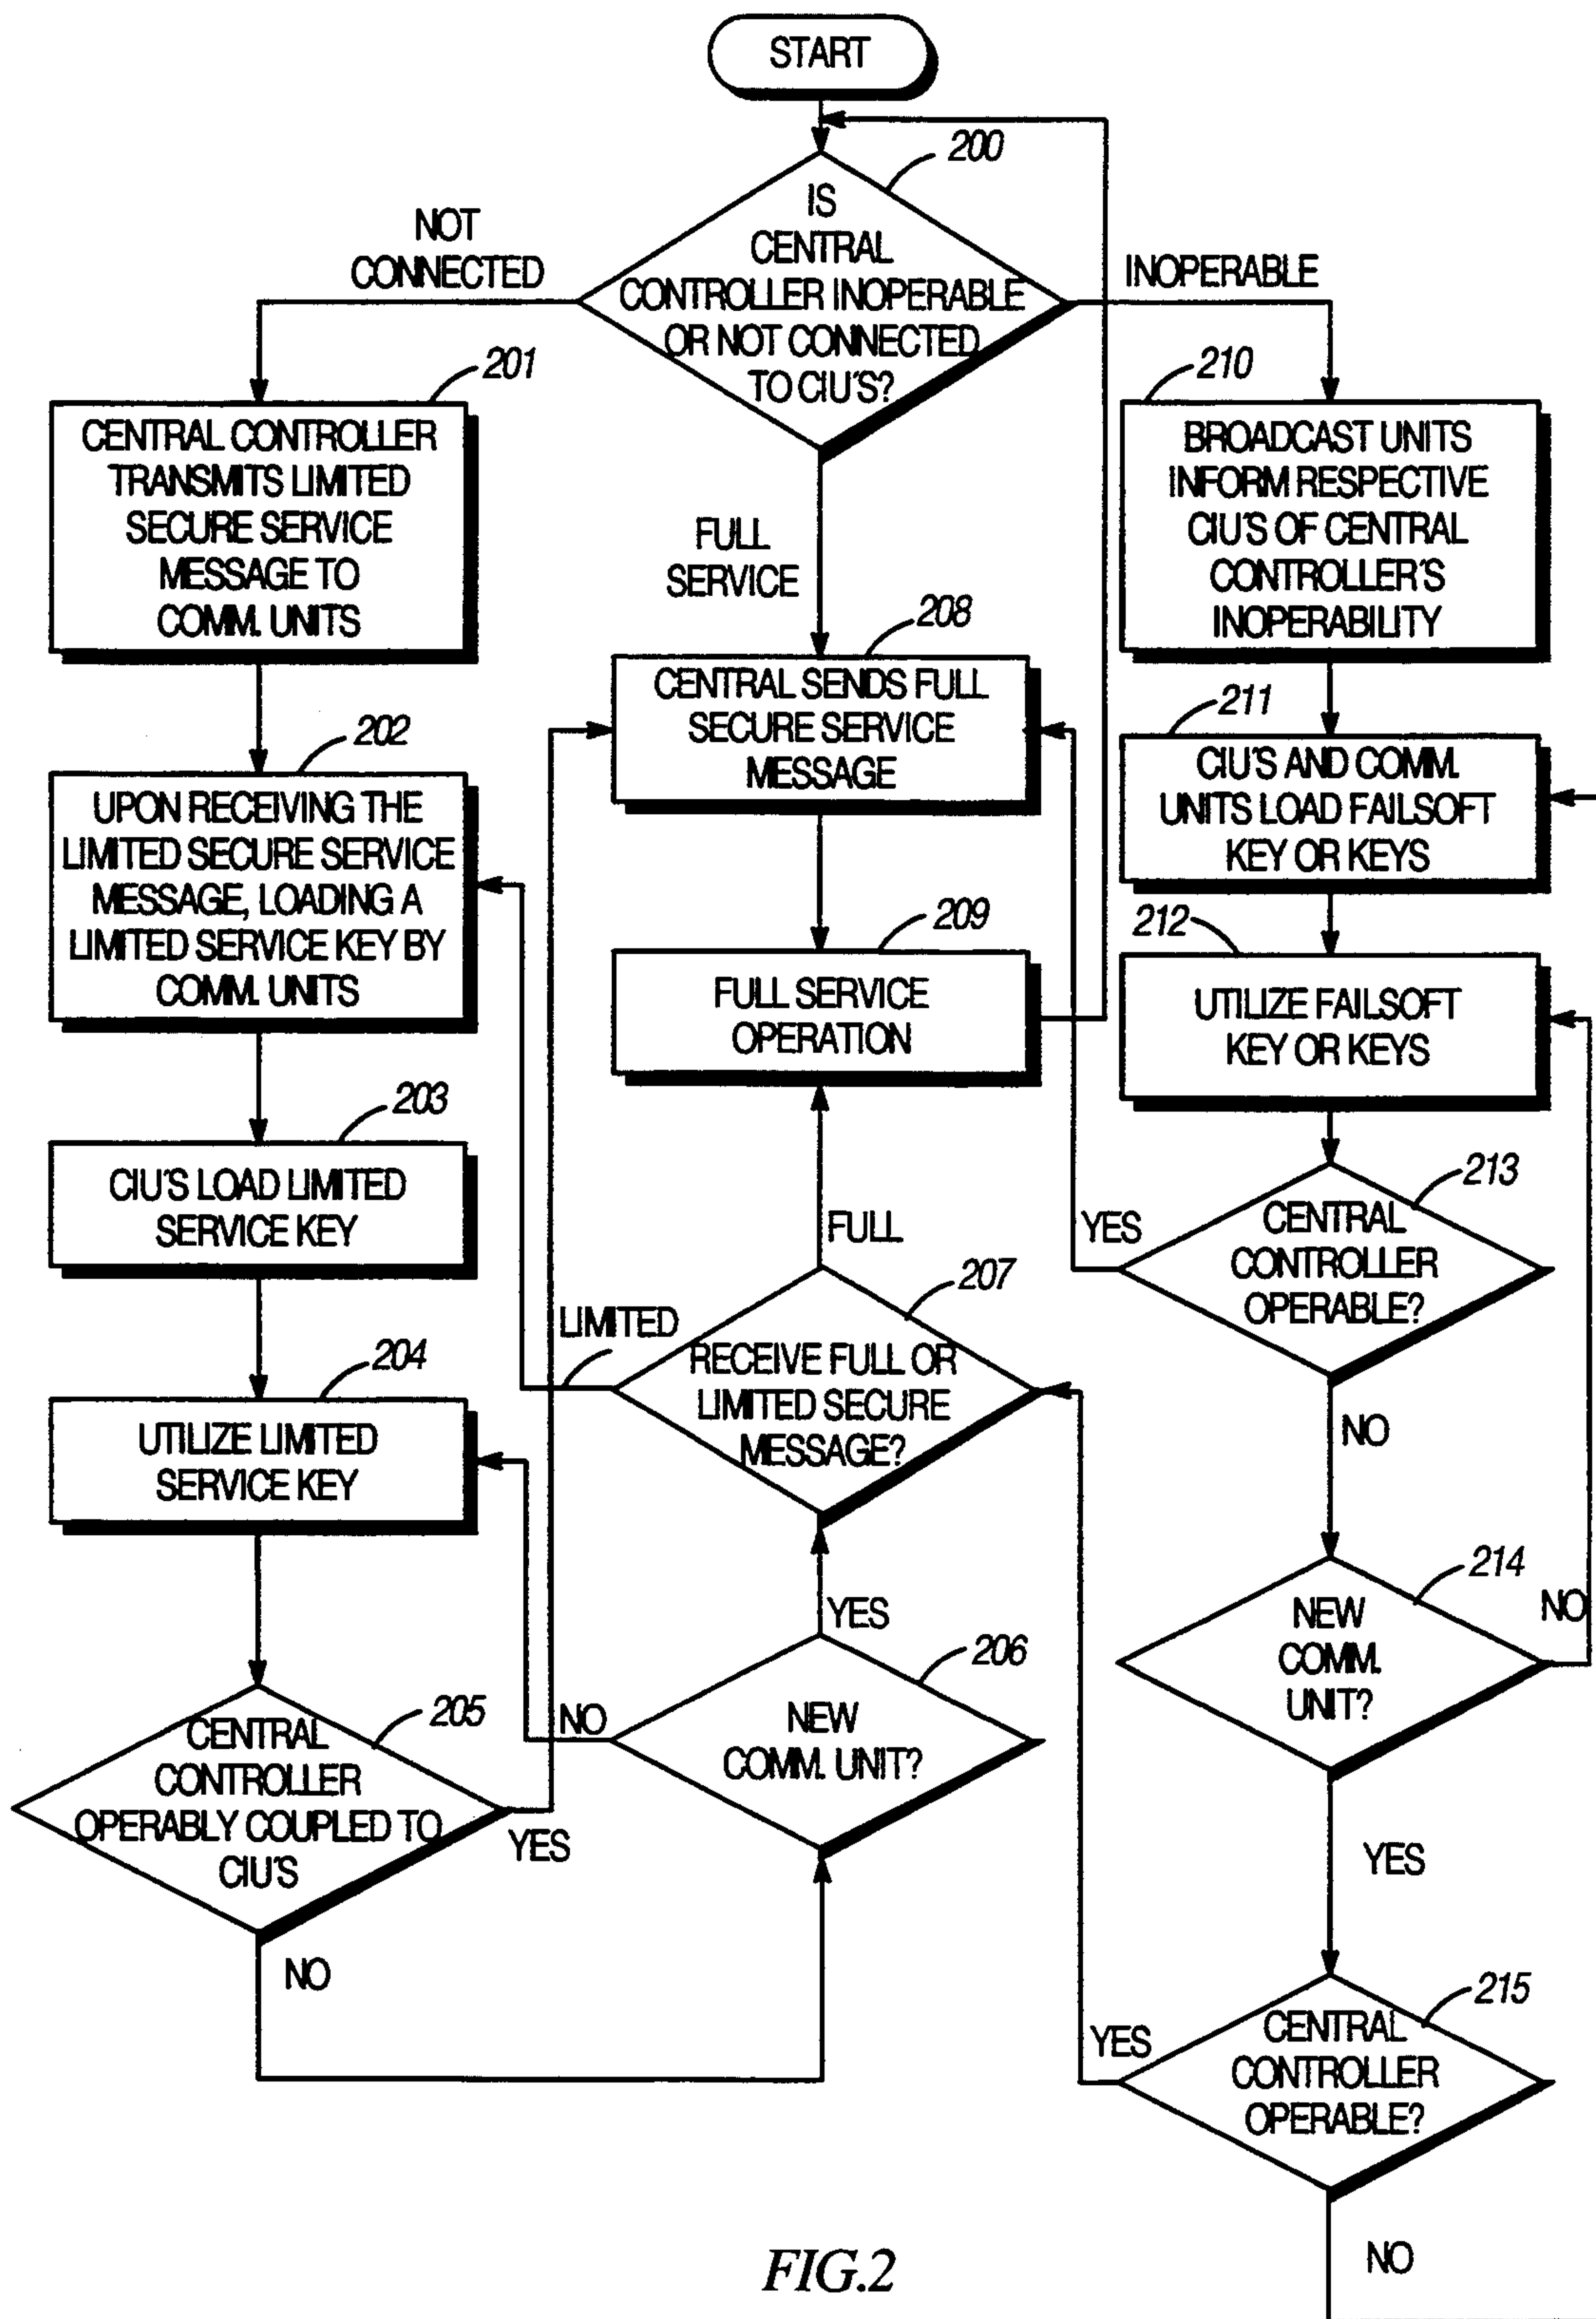 START
200
IS
CENTRAL
CONTROLLER INOPERABLE
OR NOT CONNECTED
TO CIU'S?
NOT
CONNECTED
INOPERABLE
FULL
SERVICE
201
CENTRAL CONTROLLER
TRANSMITS LIMITED
SECURE SERVICE
MESSAGE TO
COMM. UNITS
202
UPON RECEIVING THE
LIMITED SECURE SERVICE
MESSAGE, LOADING A
LIMITED SERVICE KEY BY
COMM. UNITS
203
CIU'S LOAD LIMITED
SERVICE KEY
204
UTILIZE LIMITED
SERVICE KEY
205
CENTRAL
CONTROLLER
OPERABLY COUPLED TO
CIU'S
YES
NO
208
CENTRAL SENDS FULL
SECURE SERVICE
MESSAGE
209
FULL SERVICE
OPERATION
FULL
207
LIMITED
RECEIVE FULL OR
LIMITED SECURE
MESSAGE?
YES
206
NO
NEW
COMM. UNIT?
210
BROADCAST UNITS
INFORM RESPECTIVE
CIU'S OF CENTRAL
CONTROLLER'S
INOPERABILITY
211
CIU'S AND COMM.
UNITS LOAD FAILSOFT
KEY OR KEYS
212
UTILIZE FAILSOFT
KEY OR KEYS
213
YES
CENTRAL
CONTROLLER
OPERABLE?
NO
214
NEW
COMM.
UNIT?
NO
YES
215
YES
CENTRAL
CONTROLLER
OPERABLE?
NO
FIG.2